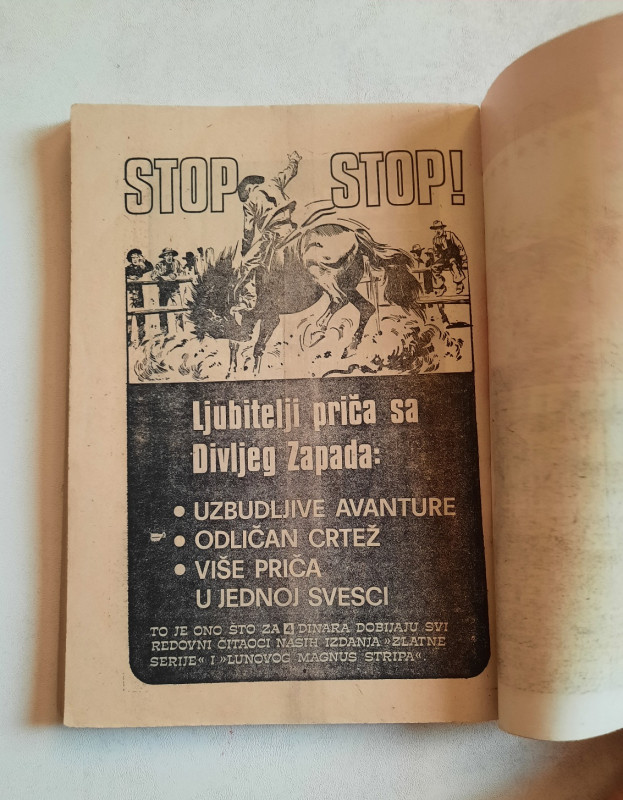 STOP STOP!
Ljubitelji priča sa
Divljeg Zapada:
• UZBUDLJIVE AVANTURE
• ODLIČAN CRTEŽ
• VIŠE PRIČA
U JEDNOJ SVESCI
TO JE ONO ŠTO ZA 4 DINARA DOBIJAJU SVI
REDOVNI ČITAOCI NAŠIH IZDANJA »ZLATNE
SERIJE« I »LUNOVOG MAGNUS STRIPA«.